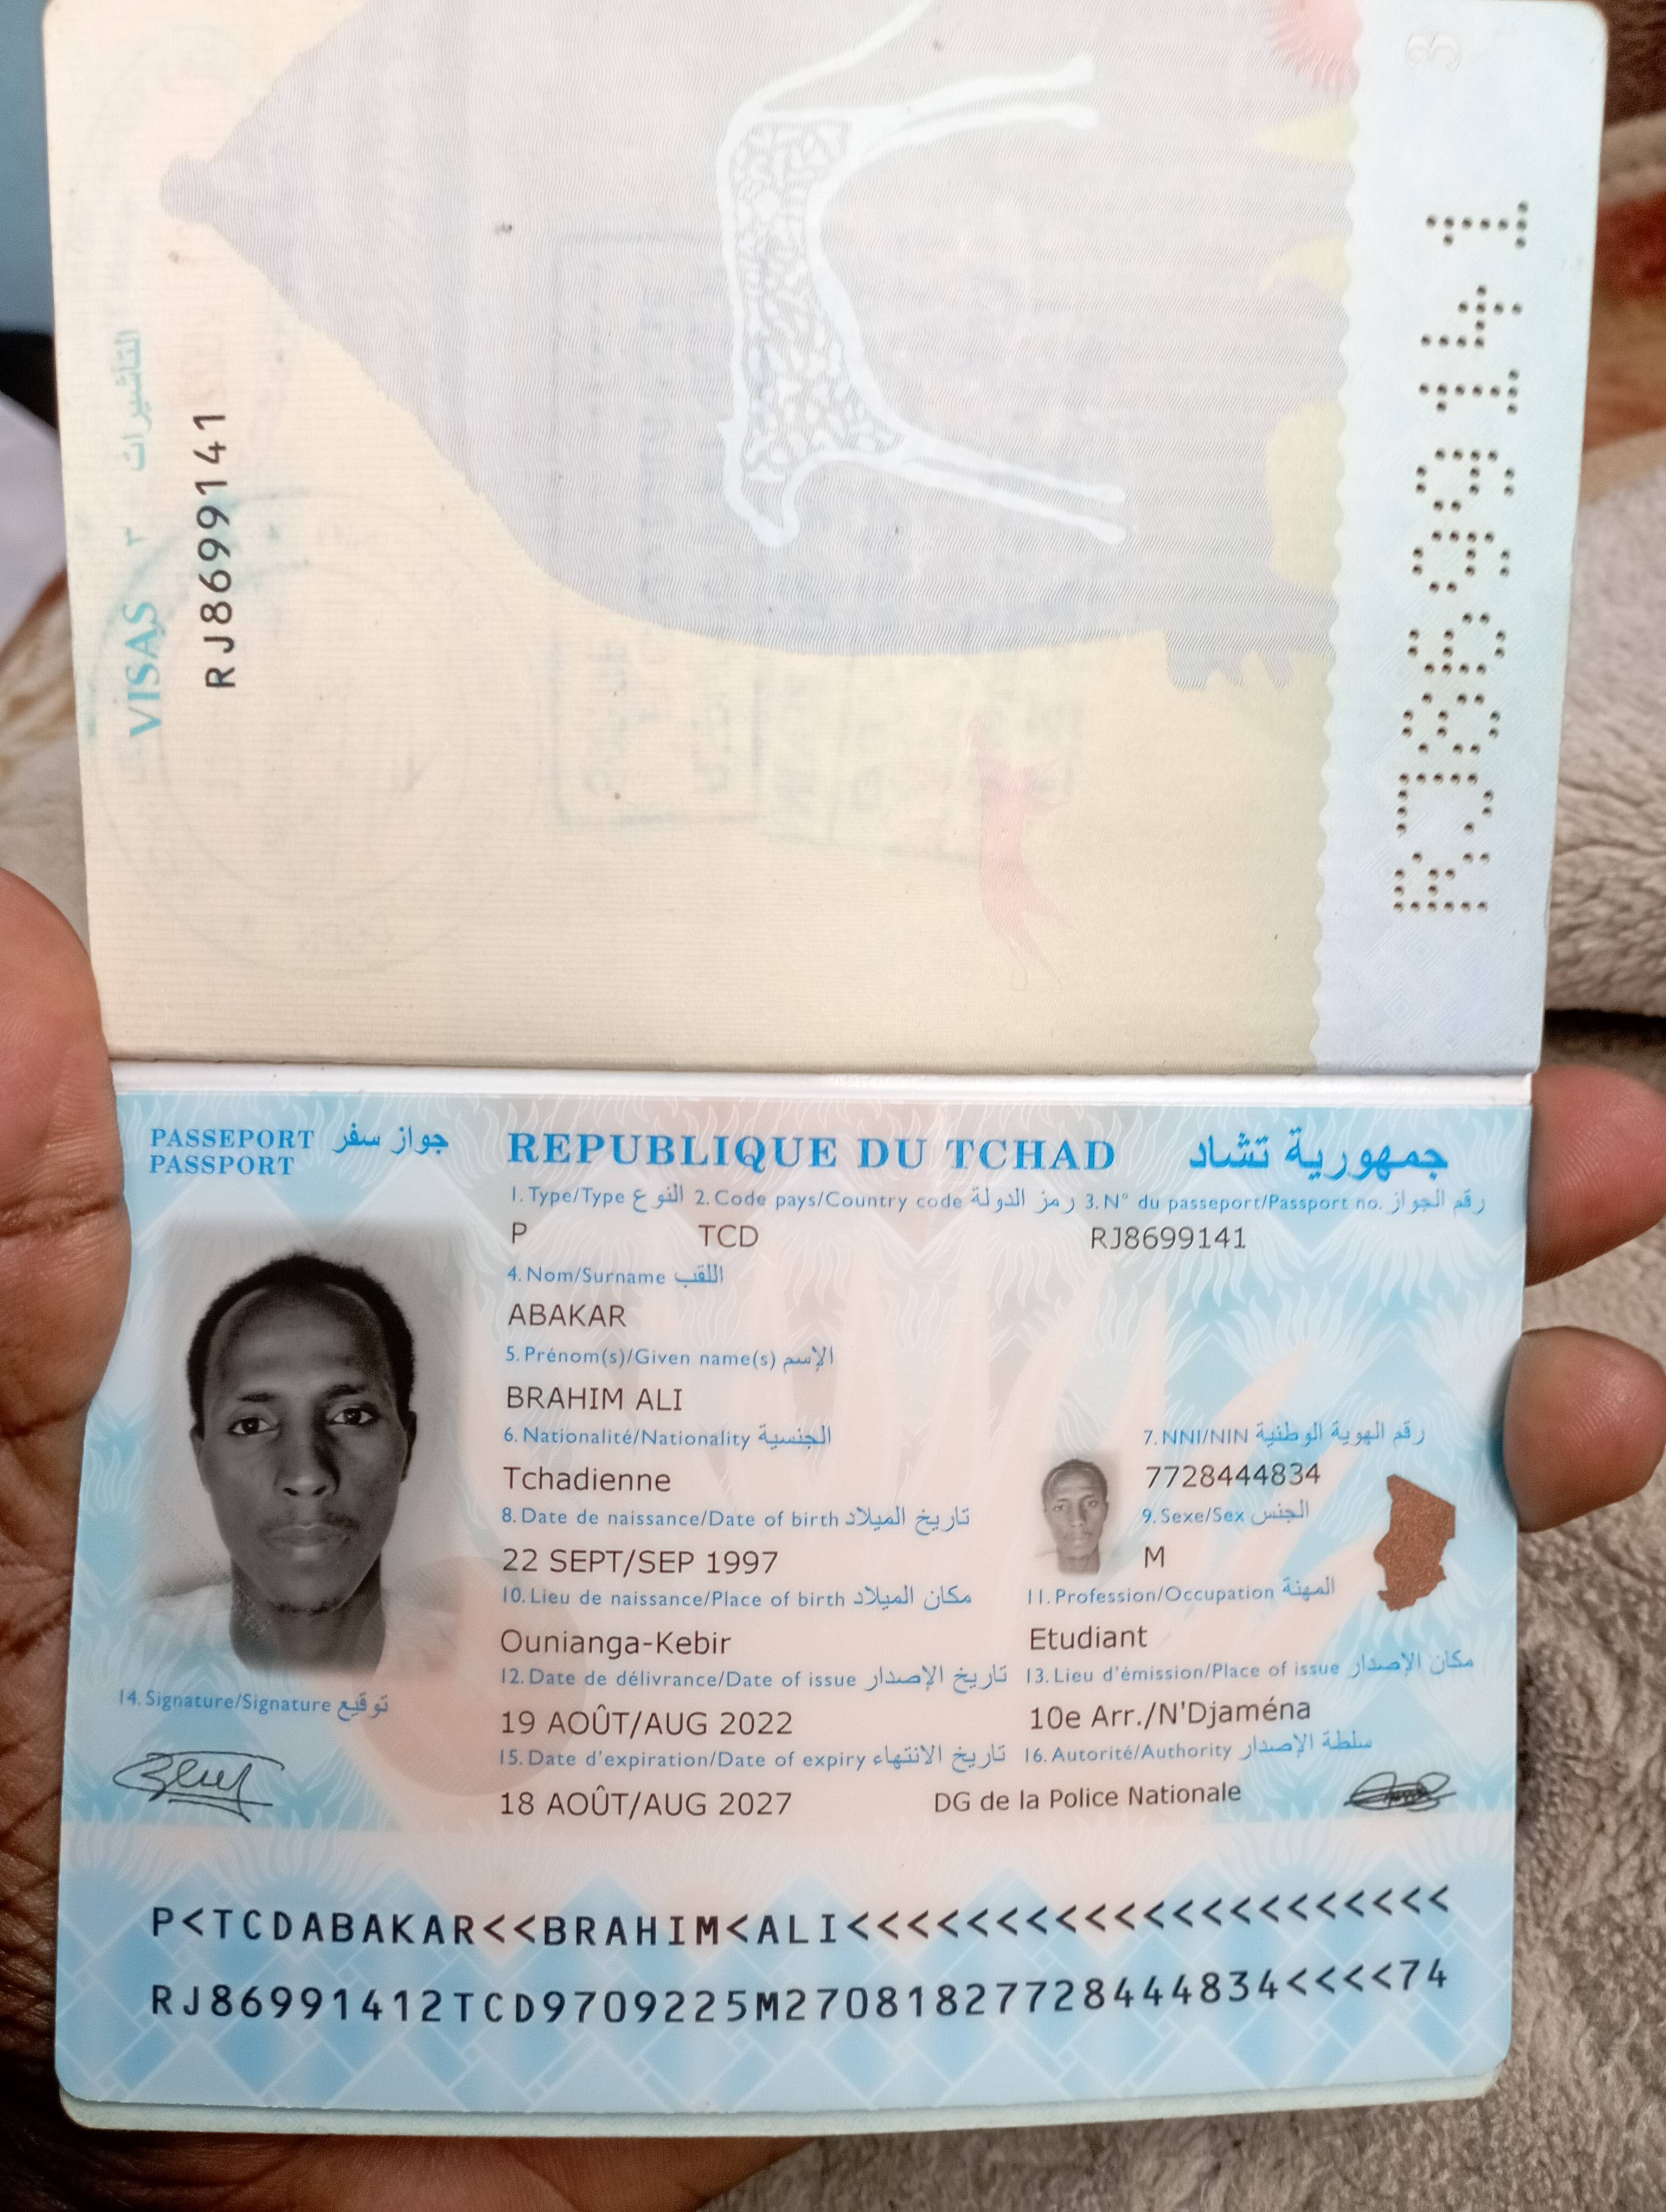 VISAS ٣ التأشيرات
RJ8699141
RJ8699141
PASSEPORT جواز سفر
PASSPORT
REPUBLIQUE DU TCHAD جمهورية تشاد
1. Type/Type النوع 2. Code pays/Country code رمز الدولة 3. N° du passeport/Passport no. رقم الجواز
P TCD RJ8699141
4. Nom/Surname اللقب
ABAKAR
5. Prénom(s)/Given name(s) الإسم
BRAHIM ALI
6. Nationalité/Nationality الجنسية 7. NNI/NIN رقم الهوية الوطنية
Tchadienne 7728444834
8. Date de naissance/Date of birth تاريخ الميلاد 9. Sexe/Sex الجنس
22 SEPT/SEP 1997 M
10. Lieu de naissance/Place of birth مكان الميلاد 11. Profession/Occupation المهنة
Ounianga-Kebir Etudiant
12. Date de délivrance/Date of issue تاريخ الإصدار 13. Lieu d'émission/Place of issue مكان الإصدار
14. Signature/Signature توقيع
19 AOÛT/AUG 2022 10e Arr./N'Djaména
15. Date d'expiration/Date of expiry تاريخ الانتهاء 16. Autorité/Authority سلطة الإصدار
18 AOÛT/AUG 2027 DG de la Police Nationale
P<TCDABAKAR<<BRAHIM<ALI<<<<<<<<<<<<<<<<<<<<<
RJ86991412TCD9709225M27081827728444834<<<<74